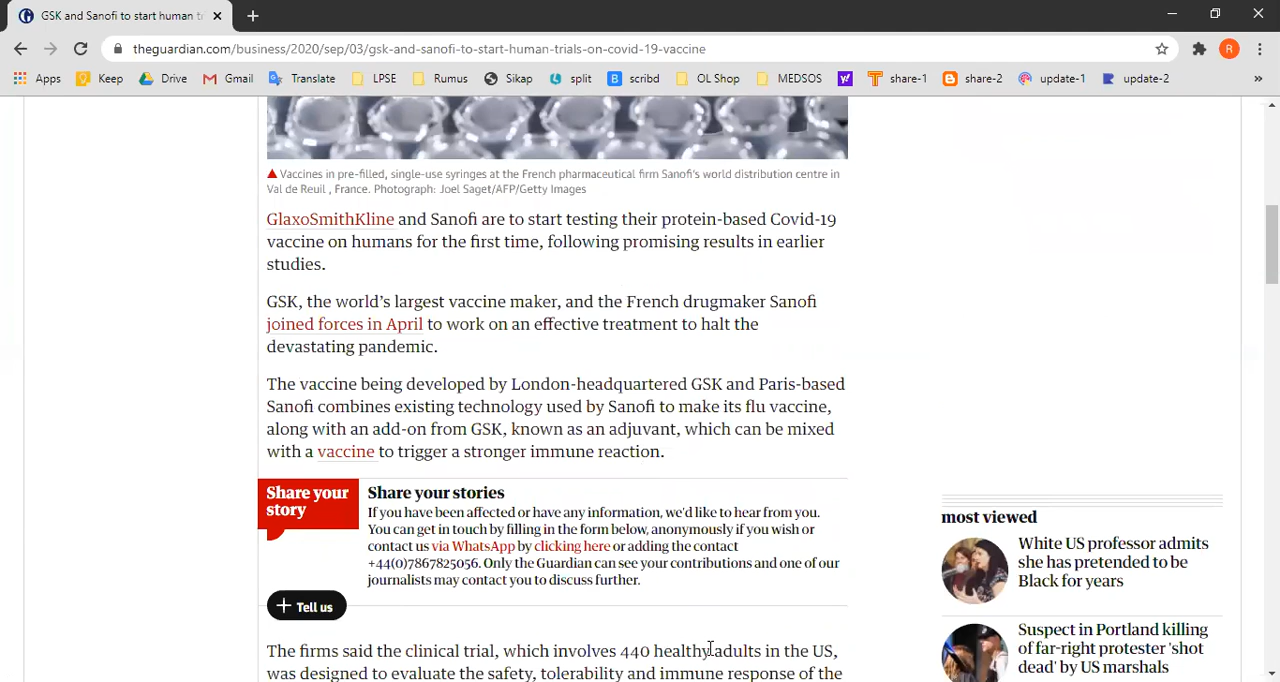 GSK and Sanofi to start human t
theguardian.com/business/2020/sep/03/gsk-and-sanofi-to-start-human-trials-on-covid-19-vaccine
R
Apps Keep Drive Gmail Translate LPSE Rumus Sikap split scribd OL Shop MEDSOS share-1 share-2 update-1 update-2 »
Vaccines in pre-filled, single-use syringes at the French pharmaceutical firm Sanofi's world distribution centre in
Val de Reuil , France. Photograph: Joel Saget/AFP/Getty Images
GlaxoSmithKline and Sanofi are to start testing their protein-based Covid-19
vaccine on humans for the first time, following promising results in earlier
studies.
GSK, the world's largest vaccine maker, and the French drugmaker Sanofi
joined forces in April to work on an effective treatment to halt the
devastating pandemic.
The vaccine being developed by London-headquartered GSK and Paris-based
Sanofi combines existing technology used by Sanofi to make its flu vaccine,
along with an add-on from GSK, known as an adjuvant, which can be mixed
with a vaccine to trigger a stronger immune reaction.
Share your
story
Share your stories
If you have been affected or have any information, we'd like to hear from you.
You can get in touch by filling in the form below, anonymously if you wish or
contact us via WhatsApp by clicking here or adding the contact
+44(0)7867825056. Only the Guardian can see your contributions and one of our
journalists may contact you to discuss further.
+ Tell us
The firms said the clinical trial, which involves 440 healthy adults in the US,
was designed to evaluate the safety, tolerability and immune response of the
most viewed
White US professor admits
she has pretended to be
Black for years
Suspect in Portland killing
of far-right protester 'shot
dead' by US marshals